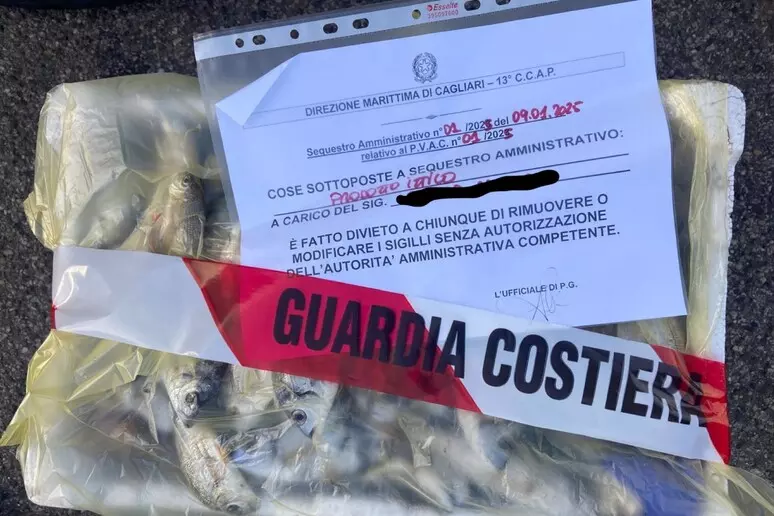 Esselte
DIREZIONE MARITTIMA DI CAGLIARI – 13° C.C.A.P.
Sequestro Amministrativo n° 01 /2025 del 09.01.2025
relativo al P.V.A.C. n° 01 /2025
COSE SOTTOPOSTE A SEQUESTRO AMMINISTRATIVO:
PRODOTTO ITTICO
A CARICO DEL SIG.
È FATTO DIVIETO A CHIUNQUE DI RIMUOVERE O
MODIFICARE I SIGILLI SENZA AUTORIZZAZIONE
DELL'AUTORITA' AMMINISTRATIVA COMPETENTE.
L'UFFICIALE DI P.G.
GUARDIA COSTIERA